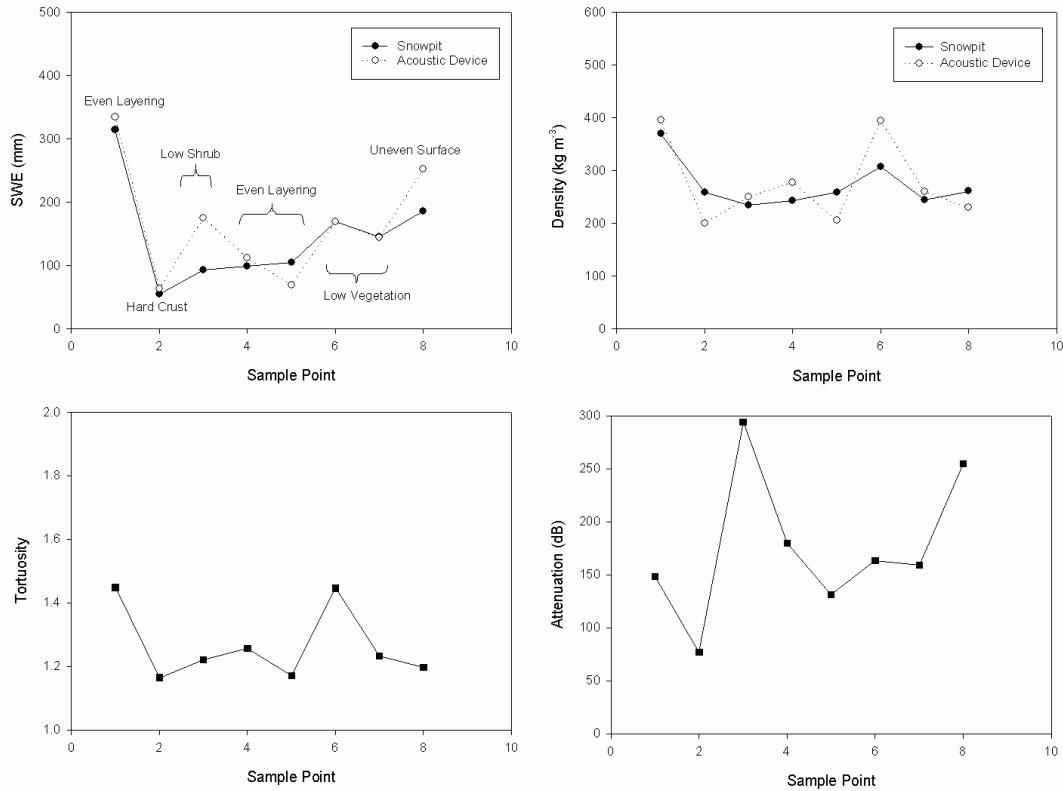 500
400
300
200
100
0
SWE (mm)
Snowpit
Acoustic Device
Even Layering
Low Shrub
Even Layering
Uneven Surface
Hard Crust
Low Vegetation
0 2 4 6 8 10
Sample Point
600
500
400
300
200
100
0
Density (kg m⁻³)
Snowpit
Acoustic Device
0 2 4 6 8 10
Sample Point
2.0
1.8
1.6
1.4
1.2
1.0
Tortuosity
0 2 4 6 8 10
Sample Point
300
250
200
150
100
50
0
Attenuation (dB)
0 2 4 6 8 10
Sample Point